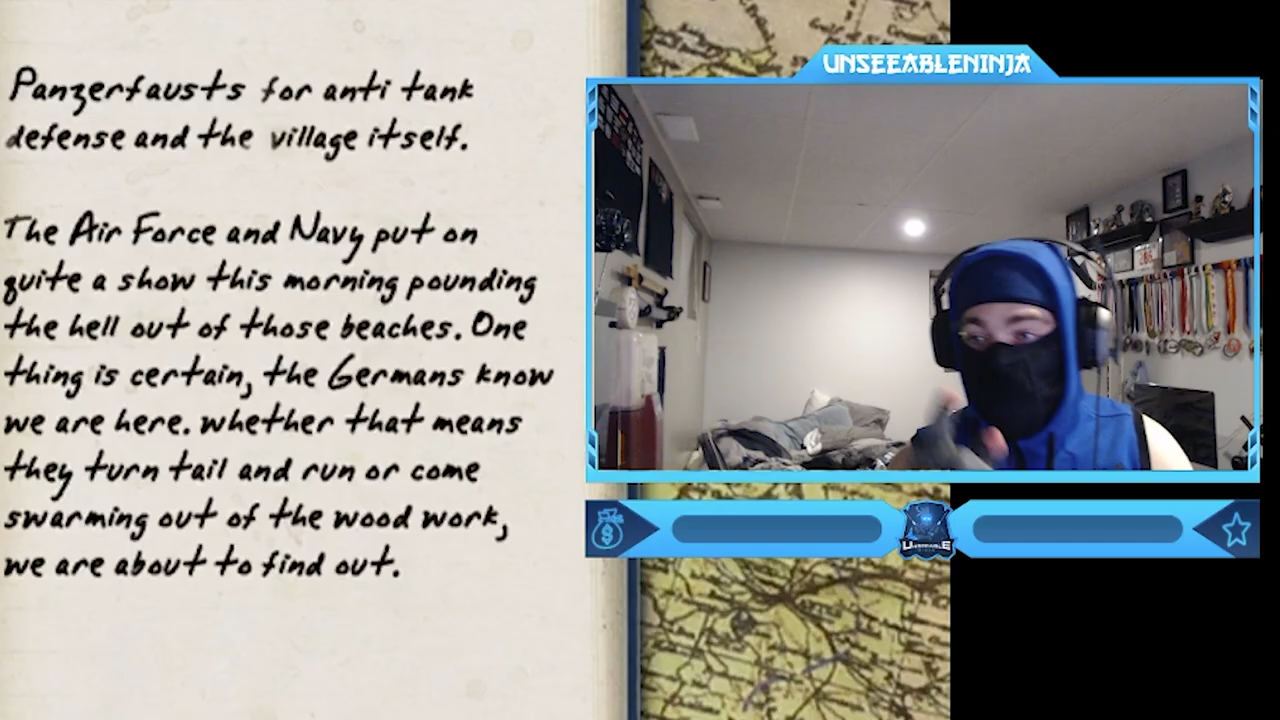 Panzerfausts for anti tank
defense and the village itself.
The Air Force and Navy put on
quite a show this morning pounding
the hell out of those beaches. One
thing is certain, the Germans know
we are here. whether that means
they turn tail and run or come
swarming out of the wood work,
we are about to find out.
UNSEEABLENINJA